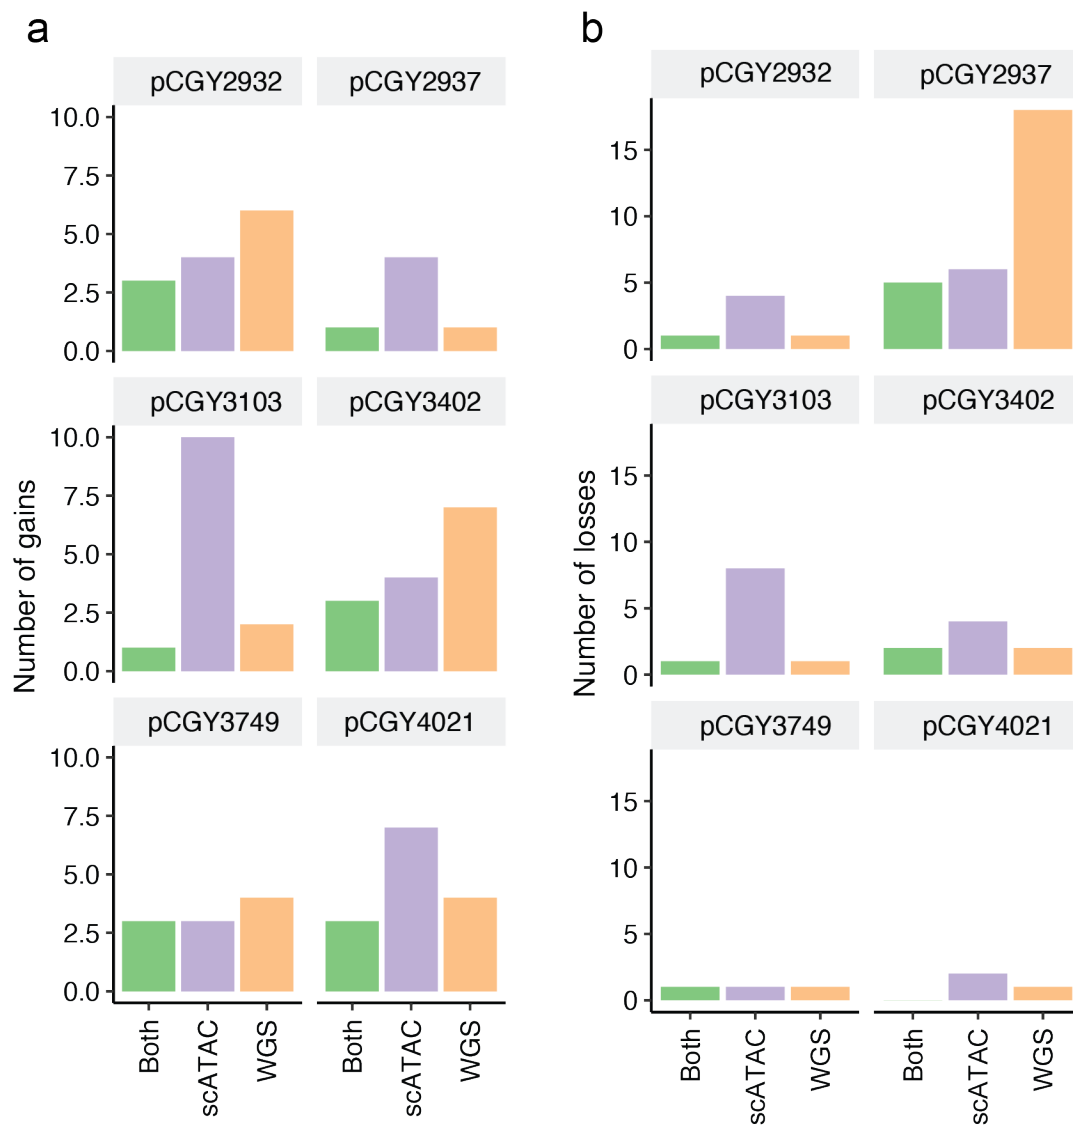 a
pCGY2932 pCGY2937
10.0
7.5
5.0
2.5
0.0
pCGY3103 pCGY3402
10.0
7.5
5.0
2.5
0.0
pCGY3749 pCGY4021
10.0
7.5
5.0
2.5
0.0
Number of gains
Both scATAC WGS Both scATAC WGS
b
pCGY2932 pCGY2937
15
10
5
0
pCGY3103 pCGY3402
15
10
5
0
pCGY3749 pCGY4021
15
10
5
0
Number of losses
Both scATAC WGS Both scATAC WGS